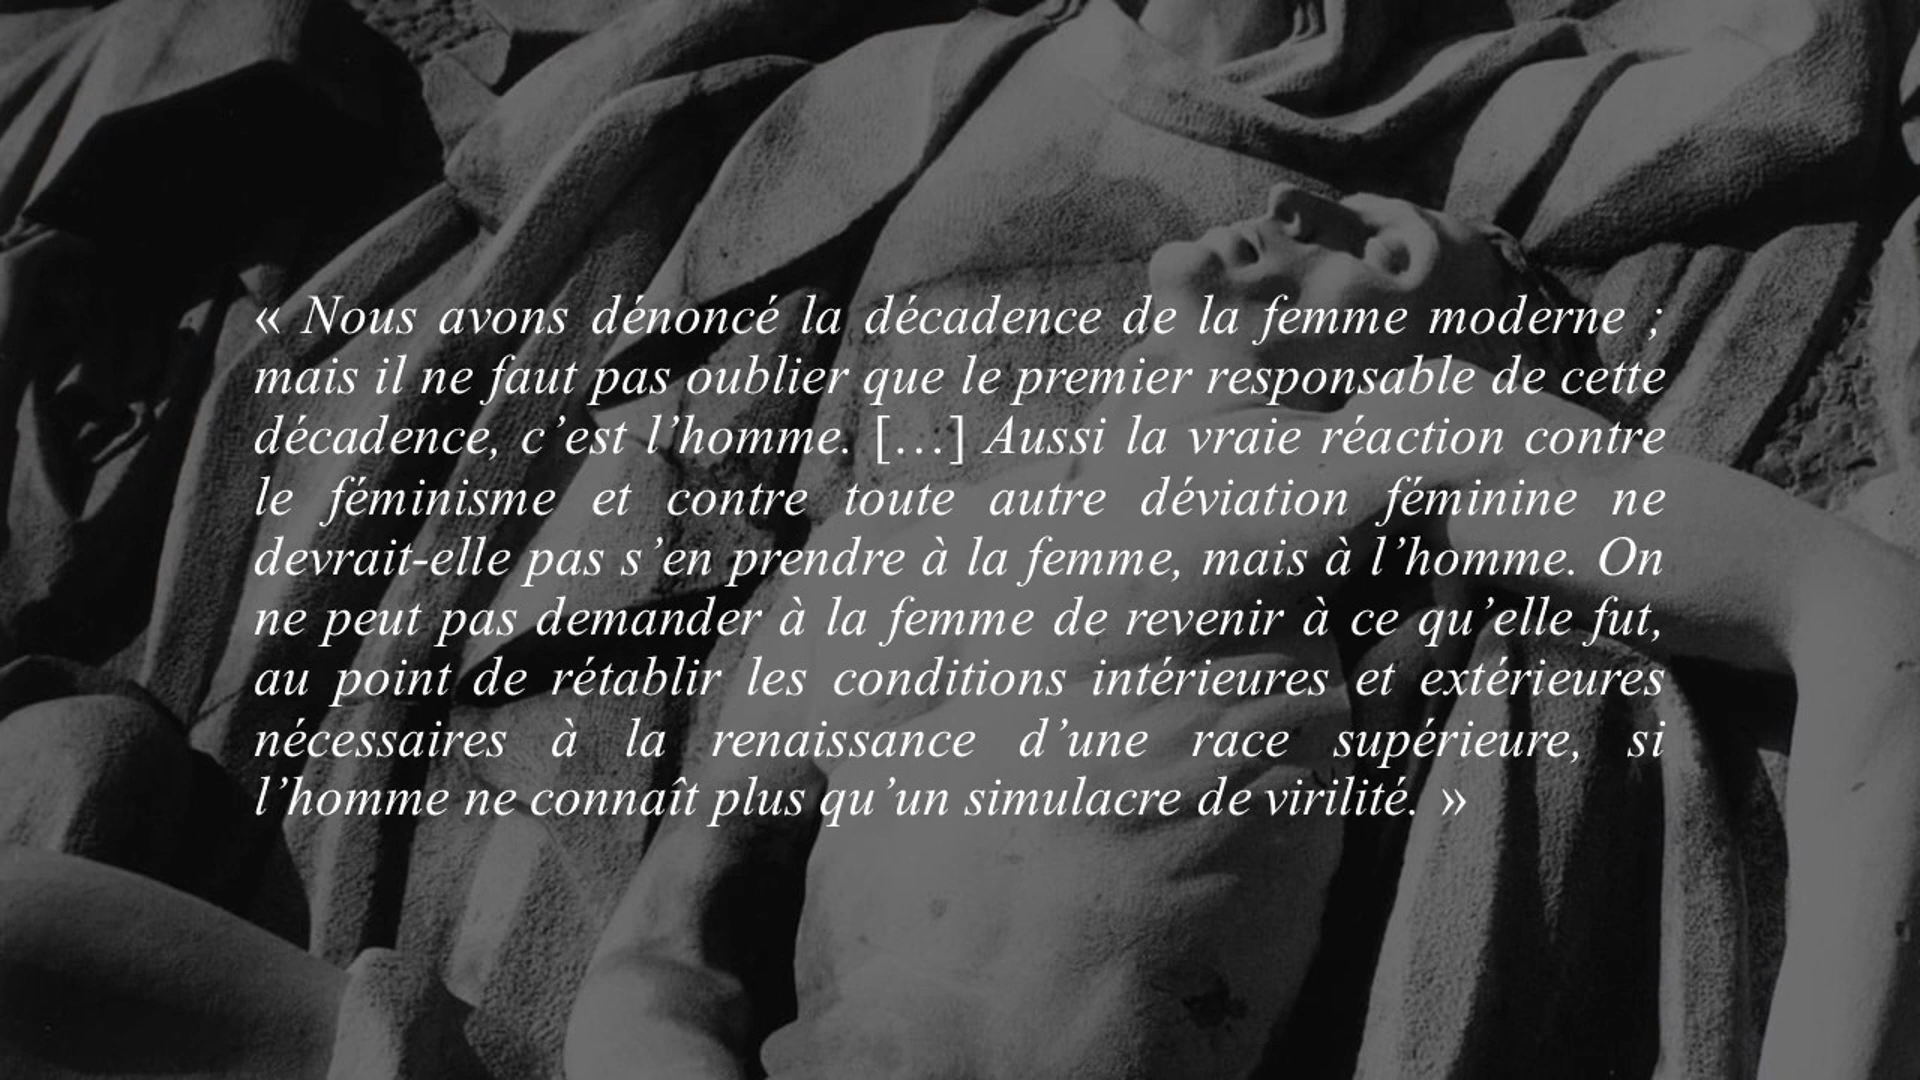 « Nous avons dénoncé la décadence de la femme moderne ;
mais il ne faut pas oublier que le premier responsable de cette
décadence, c’est l’homme. […] Aussi la vraie réaction contre
le féminisme et contre toute autre déviation féminine ne
devrait-elle pas s’en prendre à la femme, mais à l’homme. On
ne peut pas demander à la femme de revenir à ce qu’elle fut,
au point de rétablir les conditions intérieures et extérieures
nécessaires à la renaissance d’une race supérieure, si
l’homme ne connaît plus qu’un simulacre de virilité. »